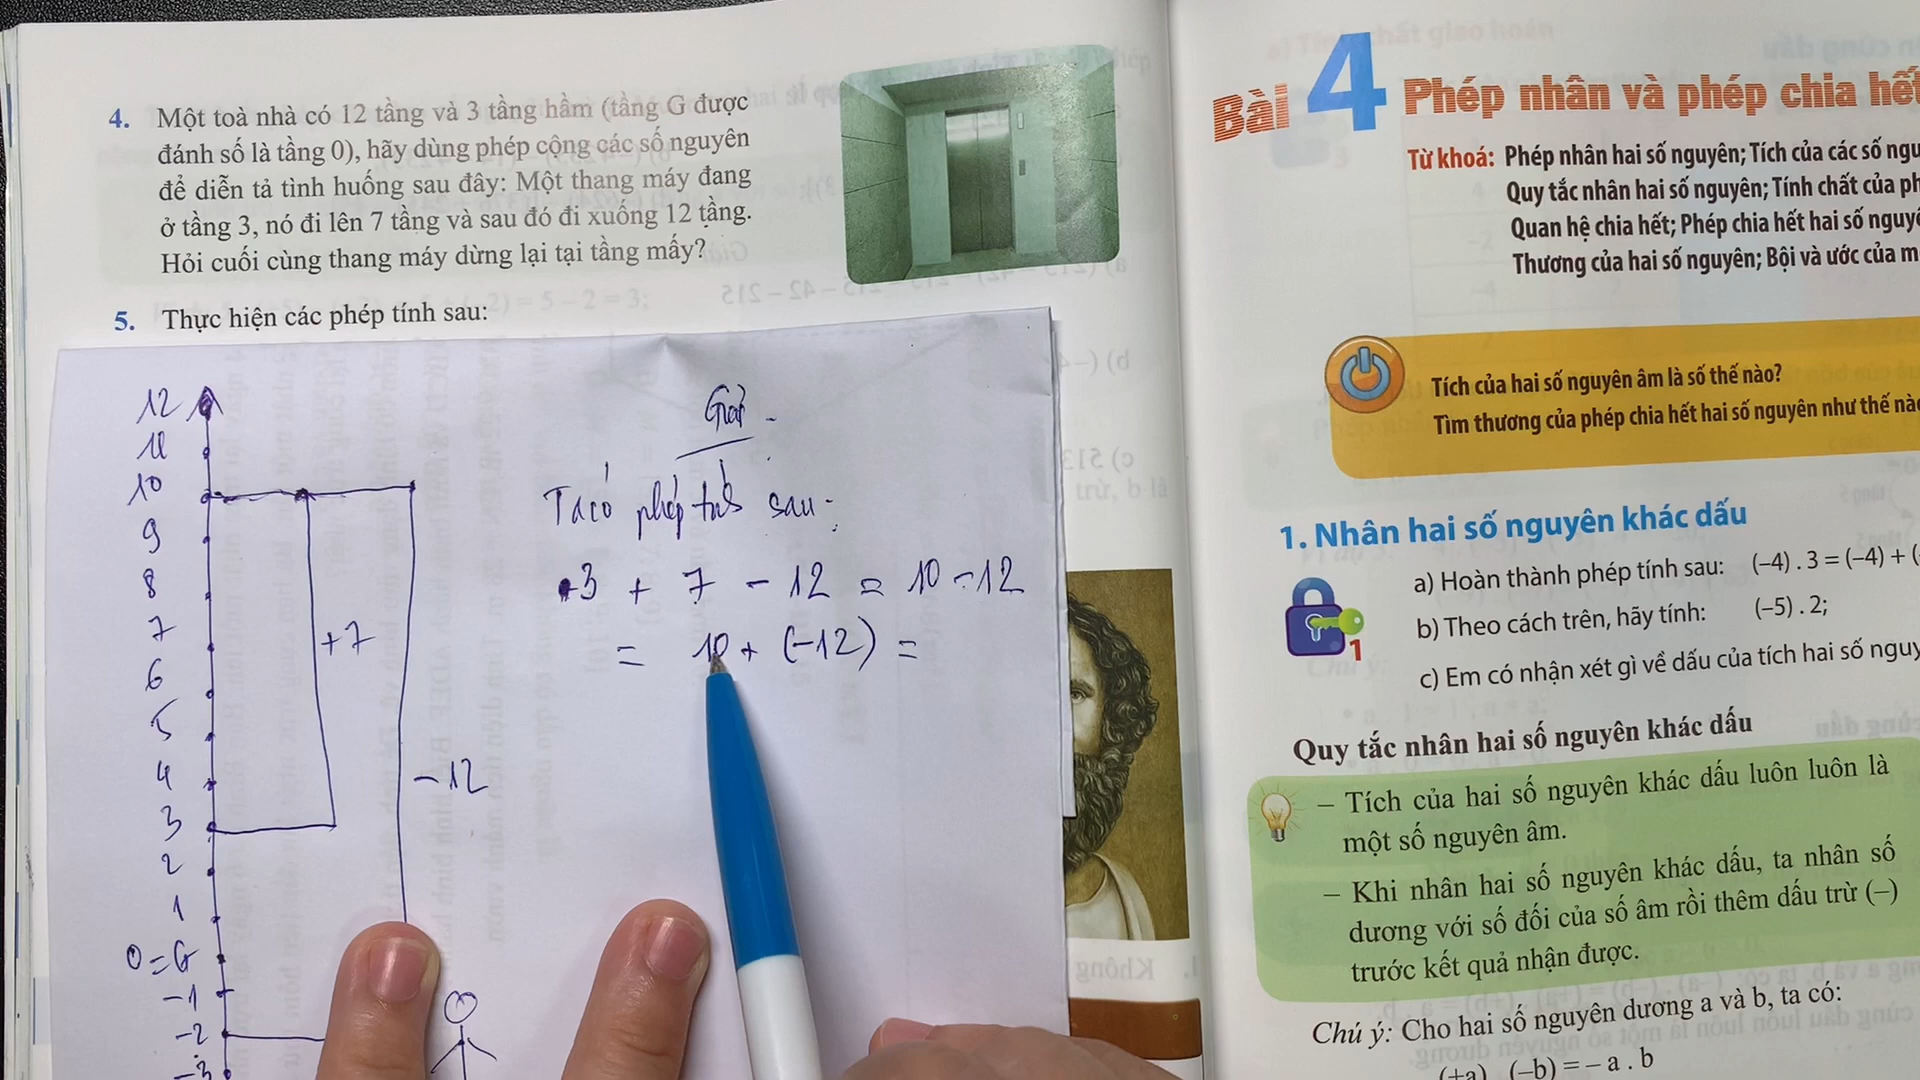 4. Một toà nhà có 12 tầng và 3 tầng hầm (tầng G được
đánh số là tầng 0), hãy dùng phép cộng các số nguyên
để diễn tả tình huống sau đây: Một thang máy đang
ở tầng 3, nó đi lên 7 tầng và sau đó đi xuống 12 tầng.
Hỏi cuối cùng thang máy dừng lại tại tầng mấy?
5. Thực hiện các phép tính sau:
12
11
10
9
8
7
6
5
4
3
2
1
0 = G
-1
-2
-3
+7
-12
Giải
Ta có phép tính sau:
3 + 7 - 12 = 10 - 12
= 10 + (-12) =
Bài 4 Phép nhân và phép chia hết
Từ khoá: Phép nhân hai số nguyên; Tích của các số
Quy tắc nhân hai số nguyên; Tính chất của
Quan hệ chia hết; Phép chia hết hai số
Thương của hai số nguyên; Bội và ước của
Tích của hai số nguyên âm là số thế nào?
Tìm thương của phép chia hết hai số nguyên như thế
1. Nhân hai số nguyên khác dấu
1
a) Hoàn thành phép tính sau: (–4) . 3 = (–4) + (
b) Theo cách trên, hãy tính: (–5) . 2;
c) Em có nhận xét gì về dấu của tích hai số
Quy tắc nhân hai số nguyên khác dấu
– Tích của hai số nguyên khác dấu luôn luôn là
một số nguyên âm.
– Khi nhân hai số nguyên khác dấu, ta nhân số
dương với số đối của số âm rồi thêm dấu trừ (–)
trước kết quả nhận được.
Chú ý: Cho hai số nguyên dương a và b, ta có:
(+a) . (–b) = – a . b